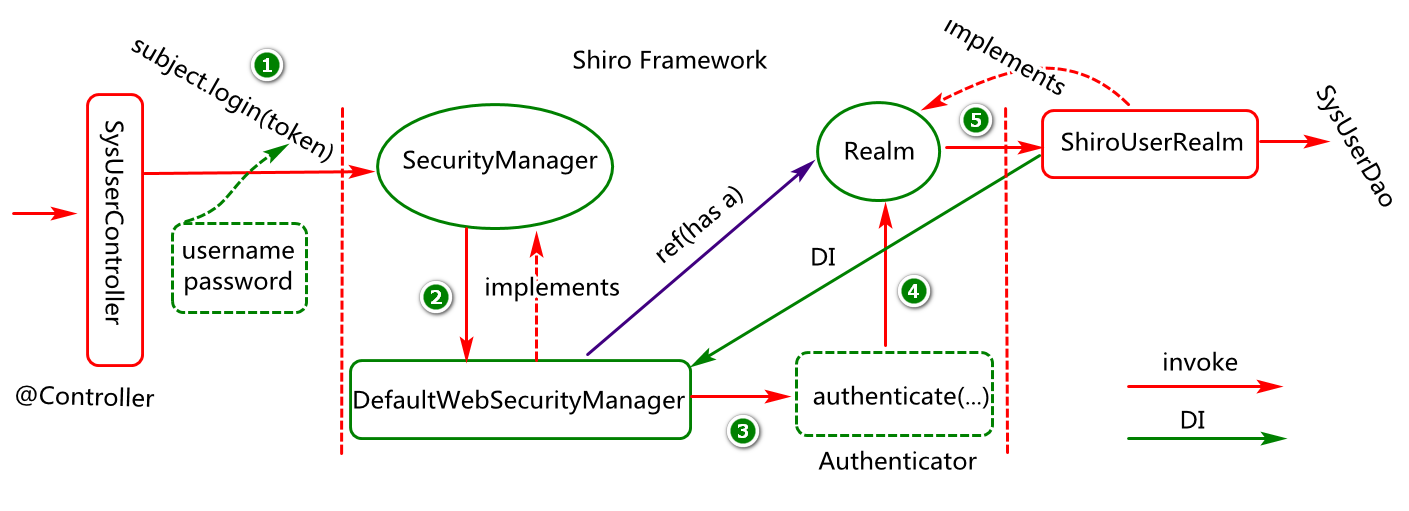 Shiro Framework
1
subject.login(token)
SysUserController
username
password
@Controller
SecurityManager
2
implements
DefaultWebSecurityManager
3
ref(has a)
Realm
DI
4
authenticate(...)
Authenticator
implements
5
ShiroUserRealm
SysUserDao
invoke
DI